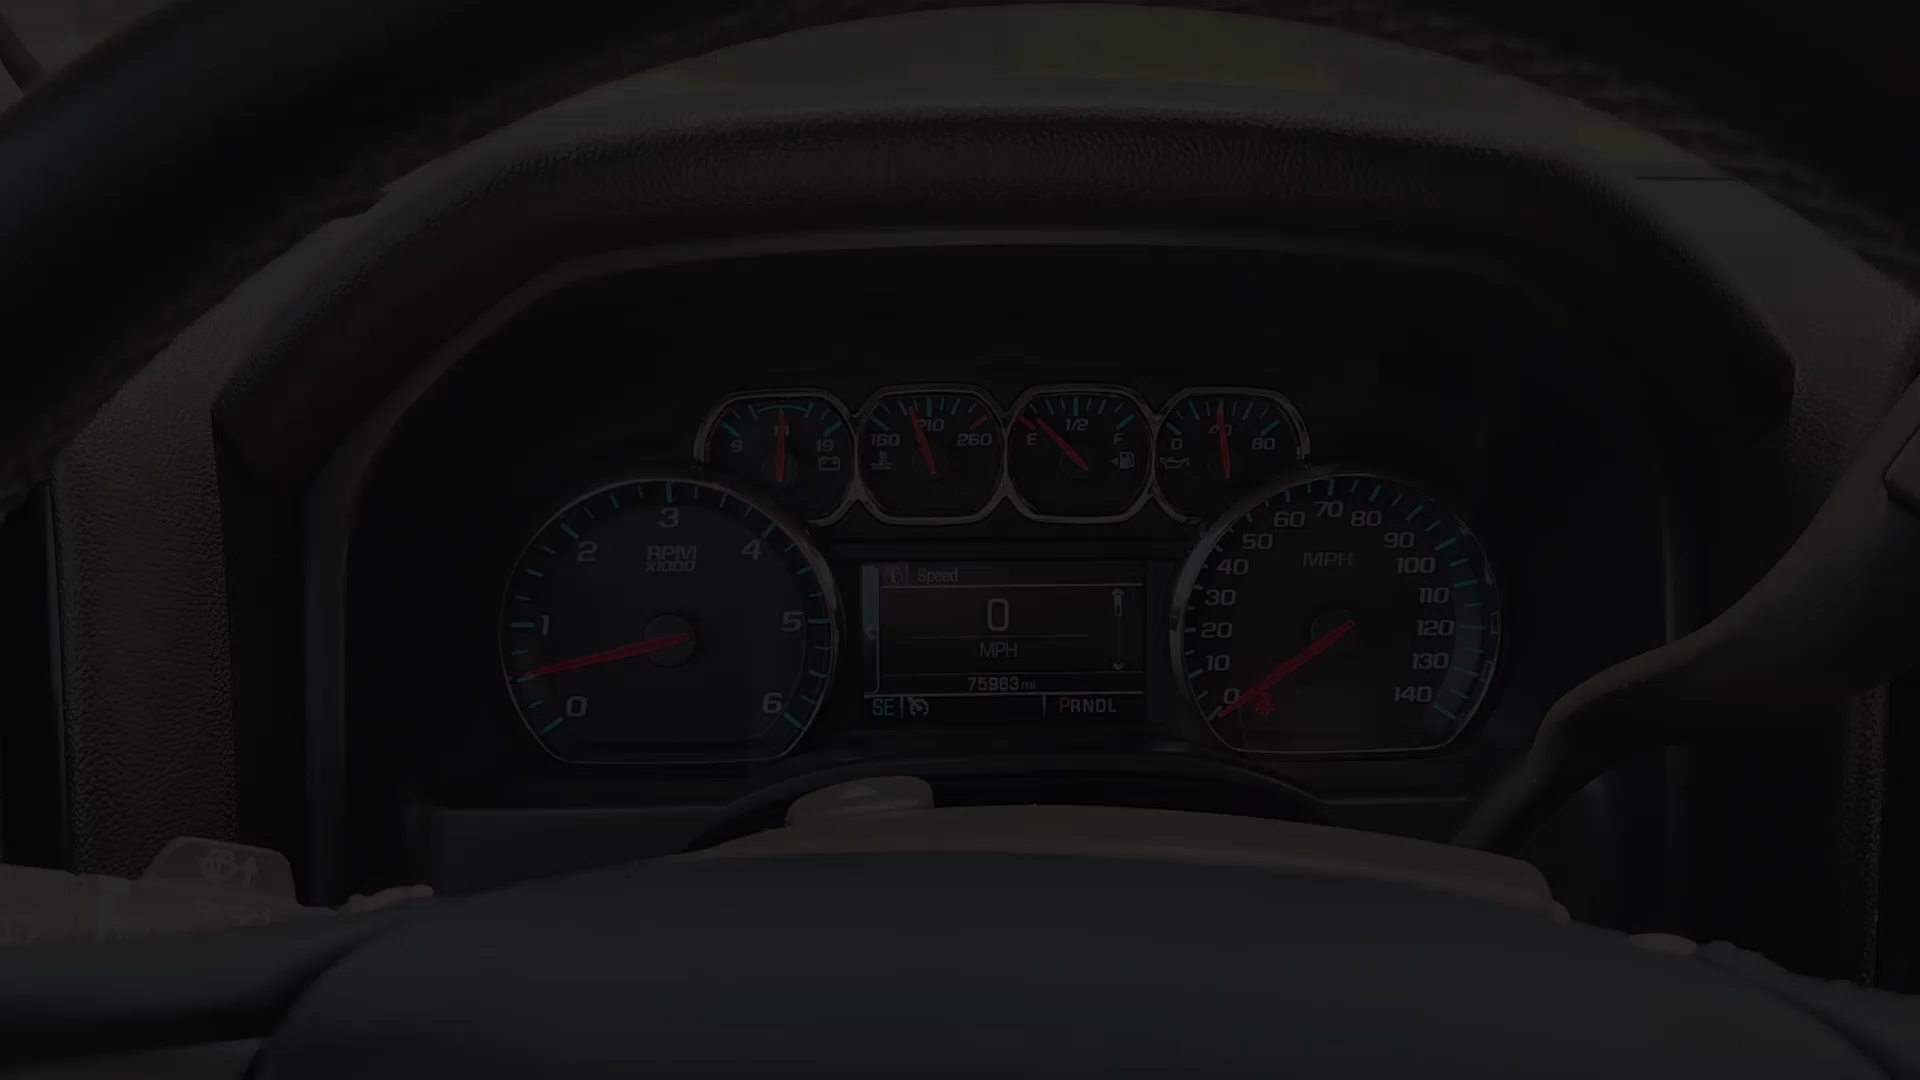 9 19
160 210 260
E 1/2 F
0 40 80
0 1 2 3 4 5 6
RPM
x1000
Speed
0
MPH
75983 mi
SE
PRNDL
0 10 20 30 40 50 60 70 80 90 100 110 120 130 140
MPH